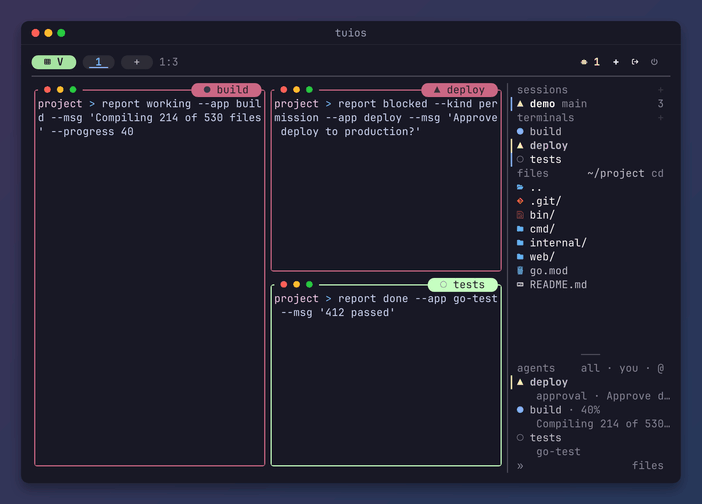 tuios
V 1 + 1:3
1 +
build
project > report working --app buil
d --msg 'Compiling 214 of 530 files
' --progress 40
deploy
project > report blocked --kind per
mission --app deploy --msg 'Approve
deploy to production?'
tests
project > report done --app go-test
--msg '412 passed'
sessions +
demo main 3
terminals +
build
deploy
tests
files ~/project cd
..
.git/
bin/
cmd/
internal/
web/
go.mod
README.md
agents all · you · @
deploy
approval · Approve d…
build · 40%
Compiling 214 of 530…
tests
go-test
» files